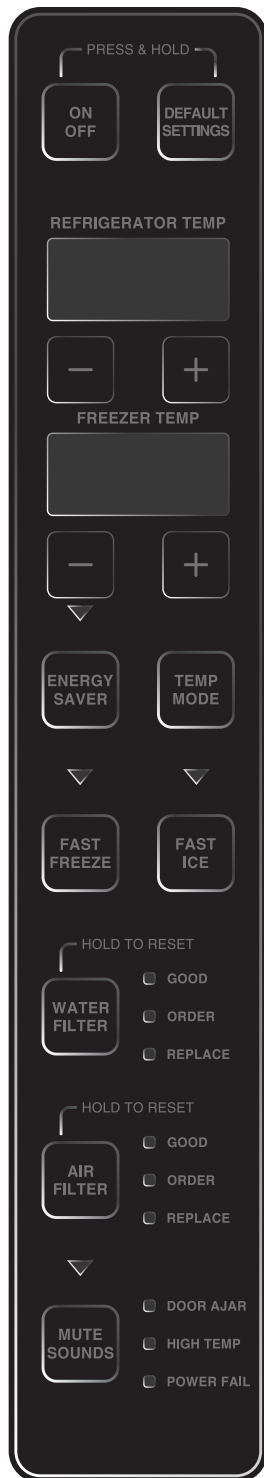 PRESS & HOLD
ON
OFF
DEFAULT
SETTINGS
REFRIGERATOR TEMP
− +
FREEZER TEMP
− +
ENERGY
SAVER
TEMP
MODE
FAST
FREEZE
FAST
ICE
HOLD TO RESET
WATER
FILTER
GOOD
ORDER
REPLACE
HOLD TO RESET
AIR
FILTER
GOOD
ORDER
REPLACE
MUTE
SOUNDS
DOOR AJAR
HIGH TEMP
POWER FAIL